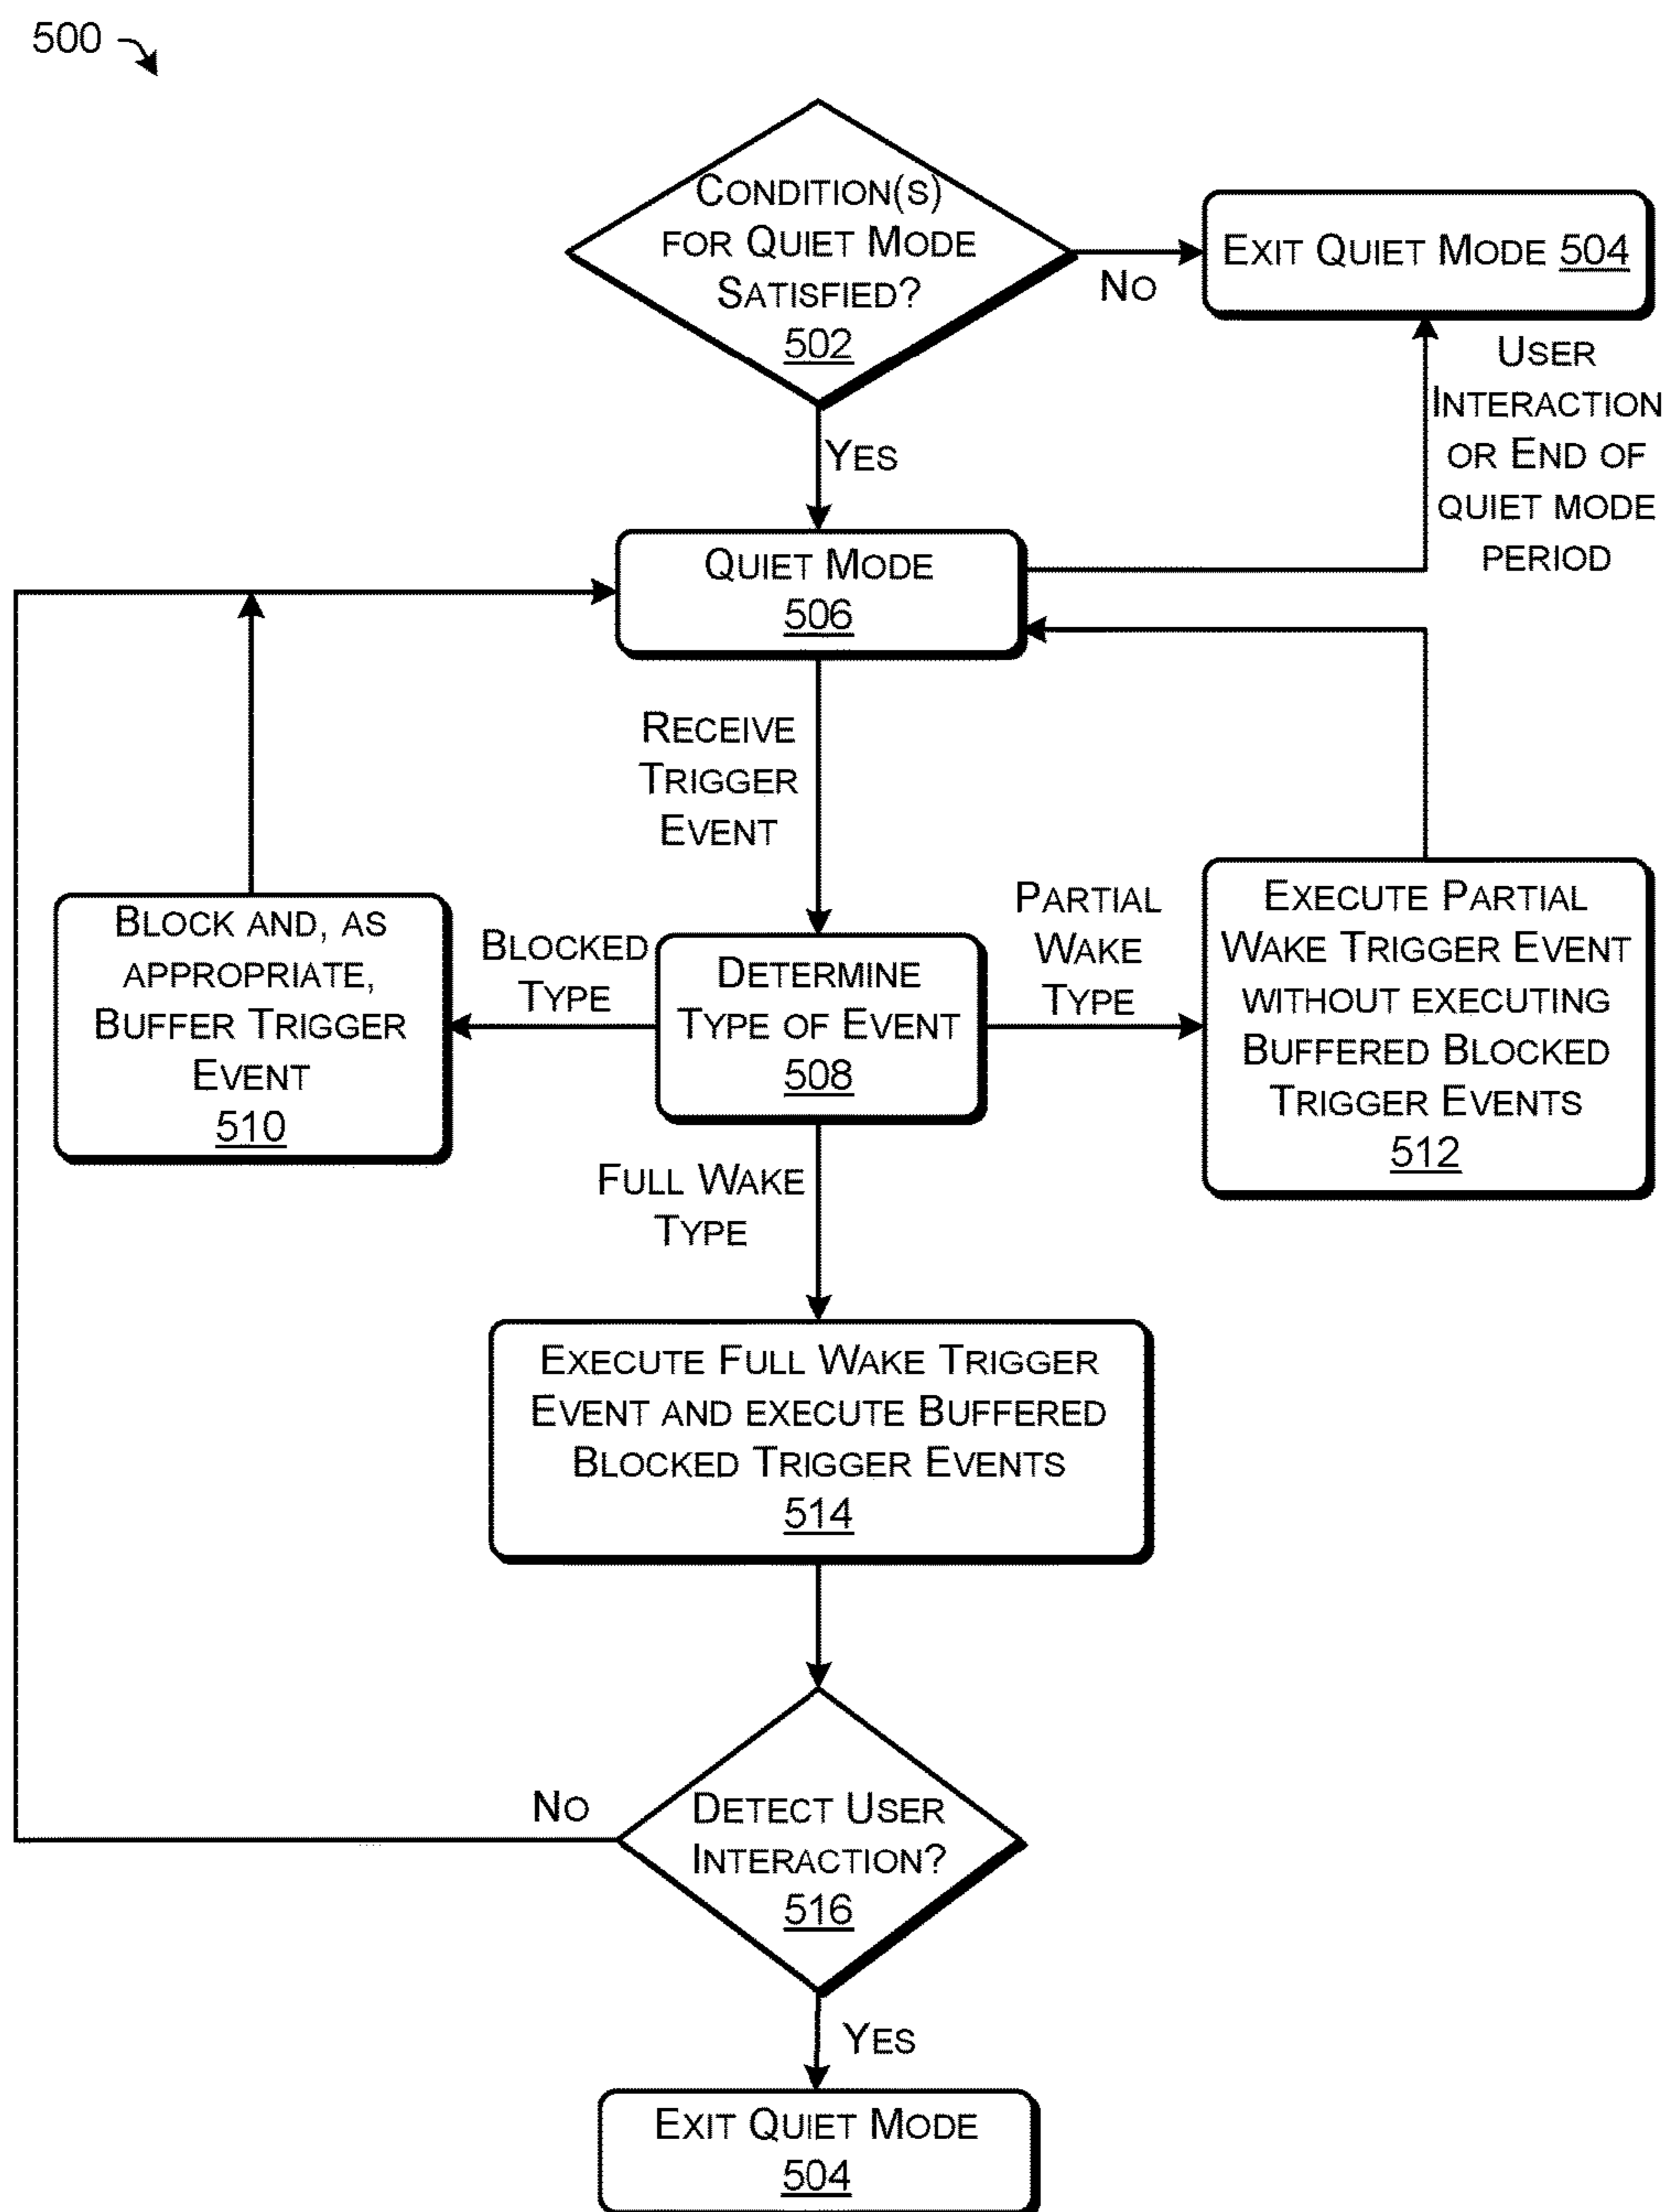 500
CONDITION(S)
FOR QUIET MODE
SATISFIED?
502
NO
EXIT QUIET MODE 504
USER
INTERACTION
OR END OF
QUIET MODE
PERIOD
YES
QUIET MODE
506
RECEIVE
TRIGGER
EVENT
BLOCK AND, AS
APPROPRIATE,
BUFFER TRIGGER
EVENT
510
BLOCKED
TYPE
DETERMINE
TYPE OF EVENT
508
PARTIAL
WAKE
TYPE
EXECUTE PARTIAL
WAKE TRIGGER EVENT
WITHOUT EXECUTING
BUFFERED BLOCKED
TRIGGER EVENTS
512
FULL WAKE
TYPE
EXECUTE FULL WAKE TRIGGER
EVENT AND EXECUTE BUFFERED
BLOCKED TRIGGER EVENTS
514
NO
DETECT USER
INTERACTION?
516
YES
EXIT QUIET MODE
504